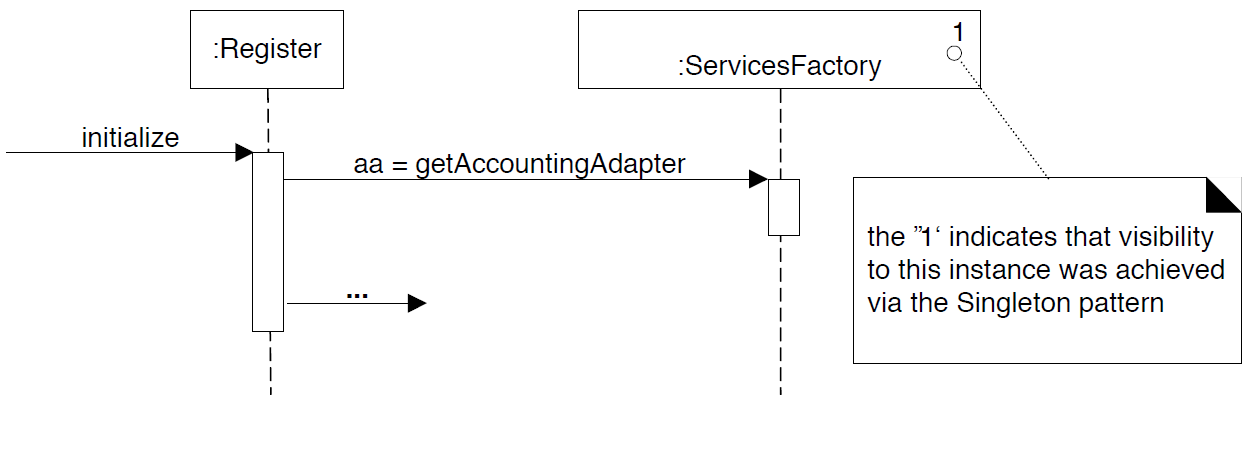 :Register
1
:ServicesFactory
initialize
aa = getAccountingAdapter
...
the ”1‘ indicates that visibility
to this instance was achieved
via the Singleton pattern